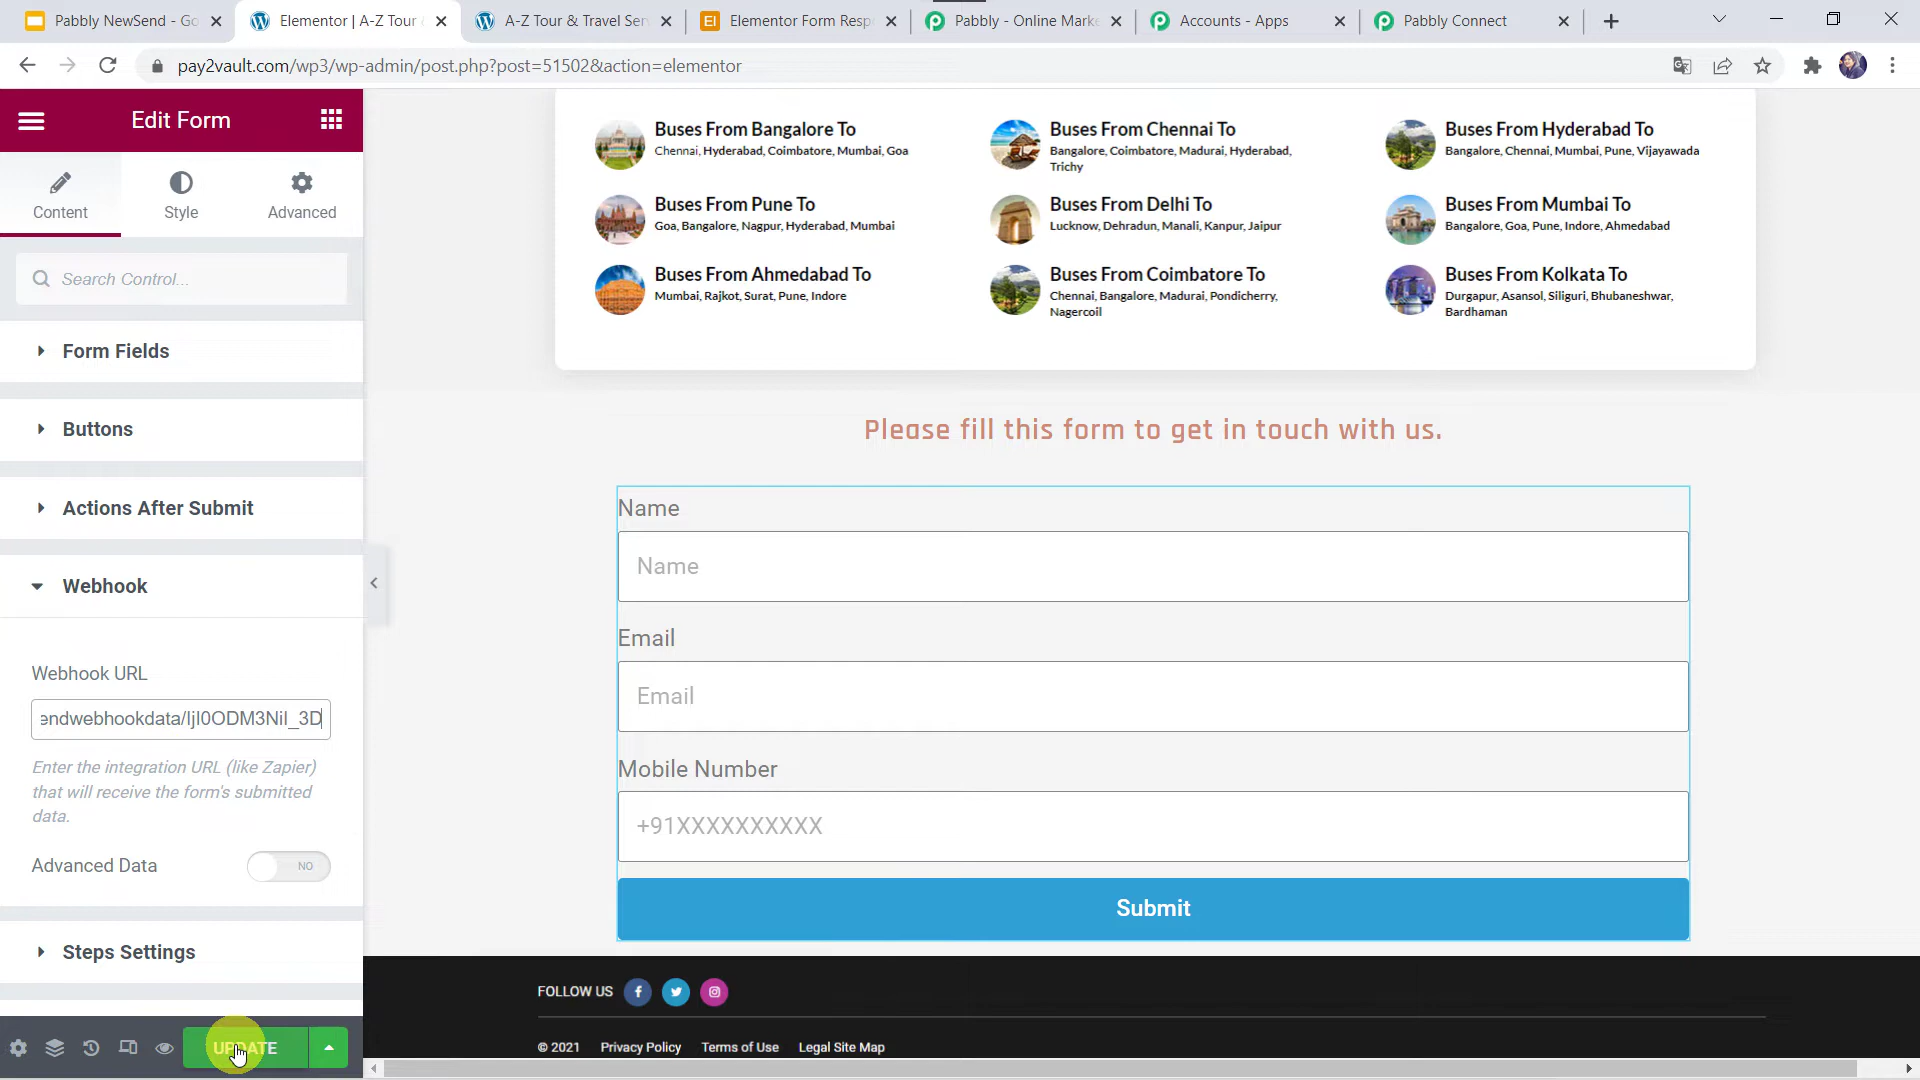 Pabbly NewSend - Go
Elementor | A-Z Tour &
A-Z Tour & Travel Ser
Elementor Form Resp
Pabbly - Online Marke
Accounts - Apps
Pabbly Connect
pay2vault.com/wp3/wp-admin/post.php?post=51502&action=elementor
Edit Form
Content
Style
Advanced
Search Control...
Form Fields
Buttons
Actions After Submit
Webhook
Webhook URL
endwebhookdata/IjI0ODM3NiI_3D
Enter the integration URL (like Zapier)
that will receive the form's submitted
data.
Advanced Data
NO
Steps Settings
UPDATE
Buses From Bangalore To
Chennai, Hyderabad, Coimbatore, Mumbai, Goa
Buses From Chennai To
Bangalore, Coimbatore, Madurai, Hyderabad,
Trichy
Buses From Hyderabad To
Bangalore, Chennai, Mumbai, Pune, Vijayawada
Buses From Pune To
Goa, Bangalore, Nagpur, Hyderabad, Mumbai
Buses From Delhi To
Lucknow, Dehradun, Manali, Kanpur, Jaipur
Buses From Mumbai To
Bangalore, Goa, Pune, Indore, Ahmedabad
Buses From Ahmedabad To
Mumbai, Rajkot, Surat, Pune, Indore
Buses From Coimbatore To
Chennai, Bangalore, Madurai, Pondicherry,
Nagercoil
Buses From Kolkata To
Durgapur, Asansol, Siliguri, Bhubaneshwar,
Bardhaman
Please fill this form to get in touch with us.
Name
Name
Email
Email
Mobile Number
+91XXXXXXXXXX
Submit
FOLLOW US
© 2021 Privacy Policy Terms of Use Legal Site Map